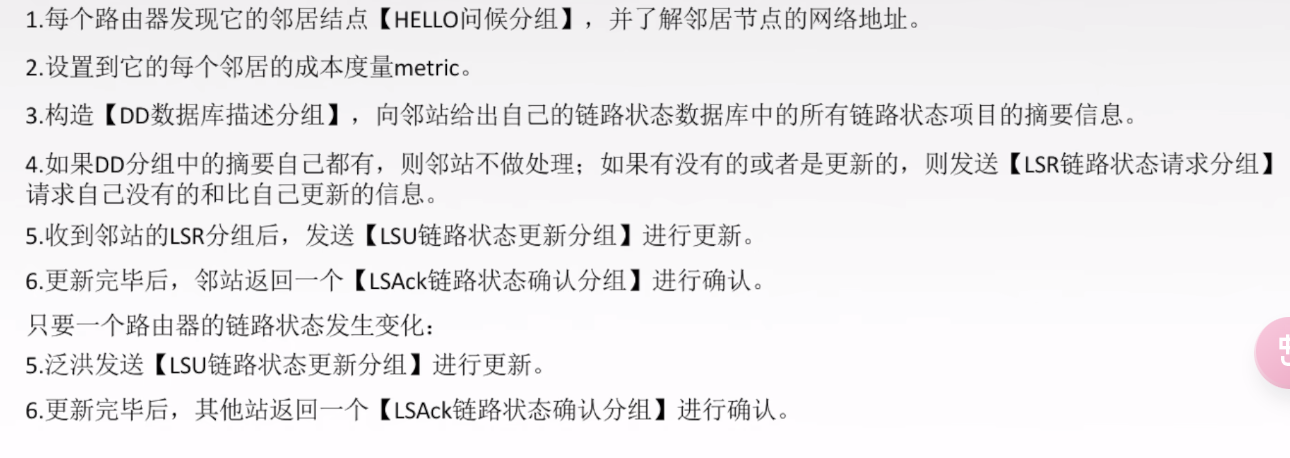 1.每个路由器发现它的邻居结点【HELLO问候分组】，并了解邻居节点的网络地址。
2.设置到它的每个邻居的成本度量metric。
3.构造【DD数据库描述分组】，向邻站给出自己的链路状态数据库中的所有链路状态项目的摘要信息。
4.如果DD分组中的摘要自己都有，则邻站不做处理；如果有没有的或者是更新的，则发送【LSR链路状态请求分组】
请求自己没有的和比自己更新的信息。
5.收到邻站的LSR分组后，发送【LSU链路状态更新分组】进行更新。
6.更新完毕后，邻站返回一个【LSAck链路状态确认分组】进行确认。
只要一个路由器的链路状态发生变化：
5.泛洪发送【LSU链路状态更新分组】进行更新。
6.更新完毕后，其他站返回一个【LSAck链路状态确认分组】进行确认。